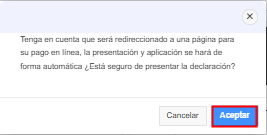 Tenga en cuenta que será redireccionado a una página para
su pago en línea, la presentación y aplicación se hará de
forma automática ¿Está seguro de presentar la declaración?
Cancelar
Aceptar